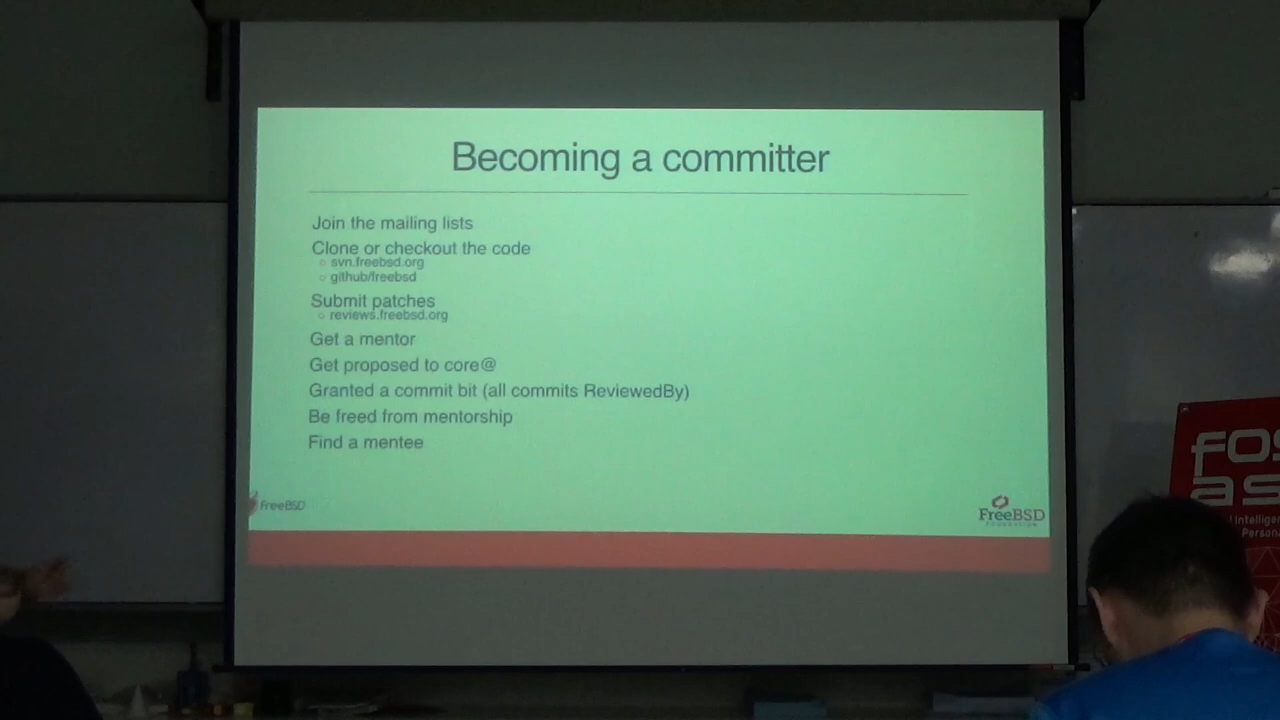 Becoming a committer
Join the mailing lists
Clone or checkout the code
svn.freebsd.org
github/freebsd
Submit patches
reviews.freebsd.org
Get a mentor
Get proposed to core@
Granted a commit bit (all commits ReviewedBy)
Be freed from mentorship
Find a mentee
FreeBSD
FreeBSD
FOUNDATION